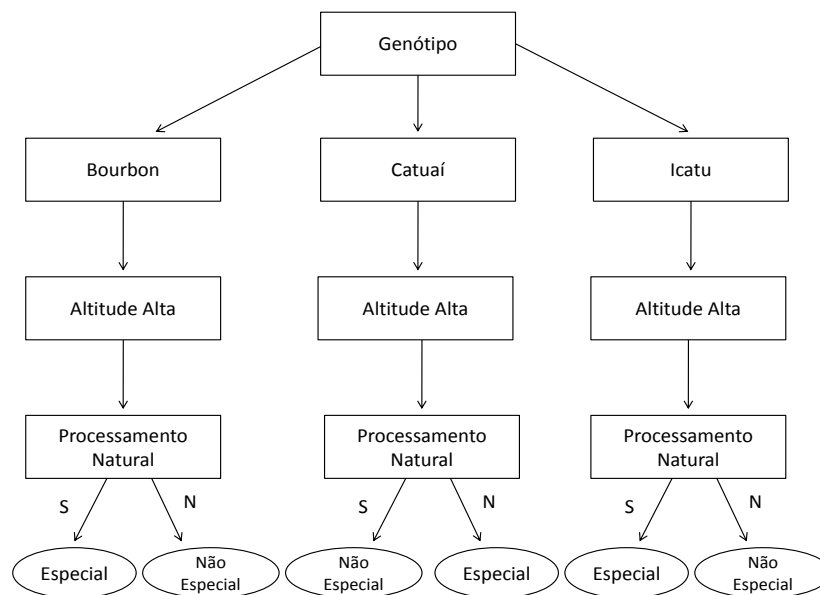 Genótipo
Bourbon
Catuaí
Icatu
Altitude Alta
Altitude Alta
Altitude Alta
Processamento
Natural
Processamento
Natural
Processamento
Natural
S
N
S
N
S
N
Especial
Não
Especial
Não
Especial
Especial
Especial
Não
Especial